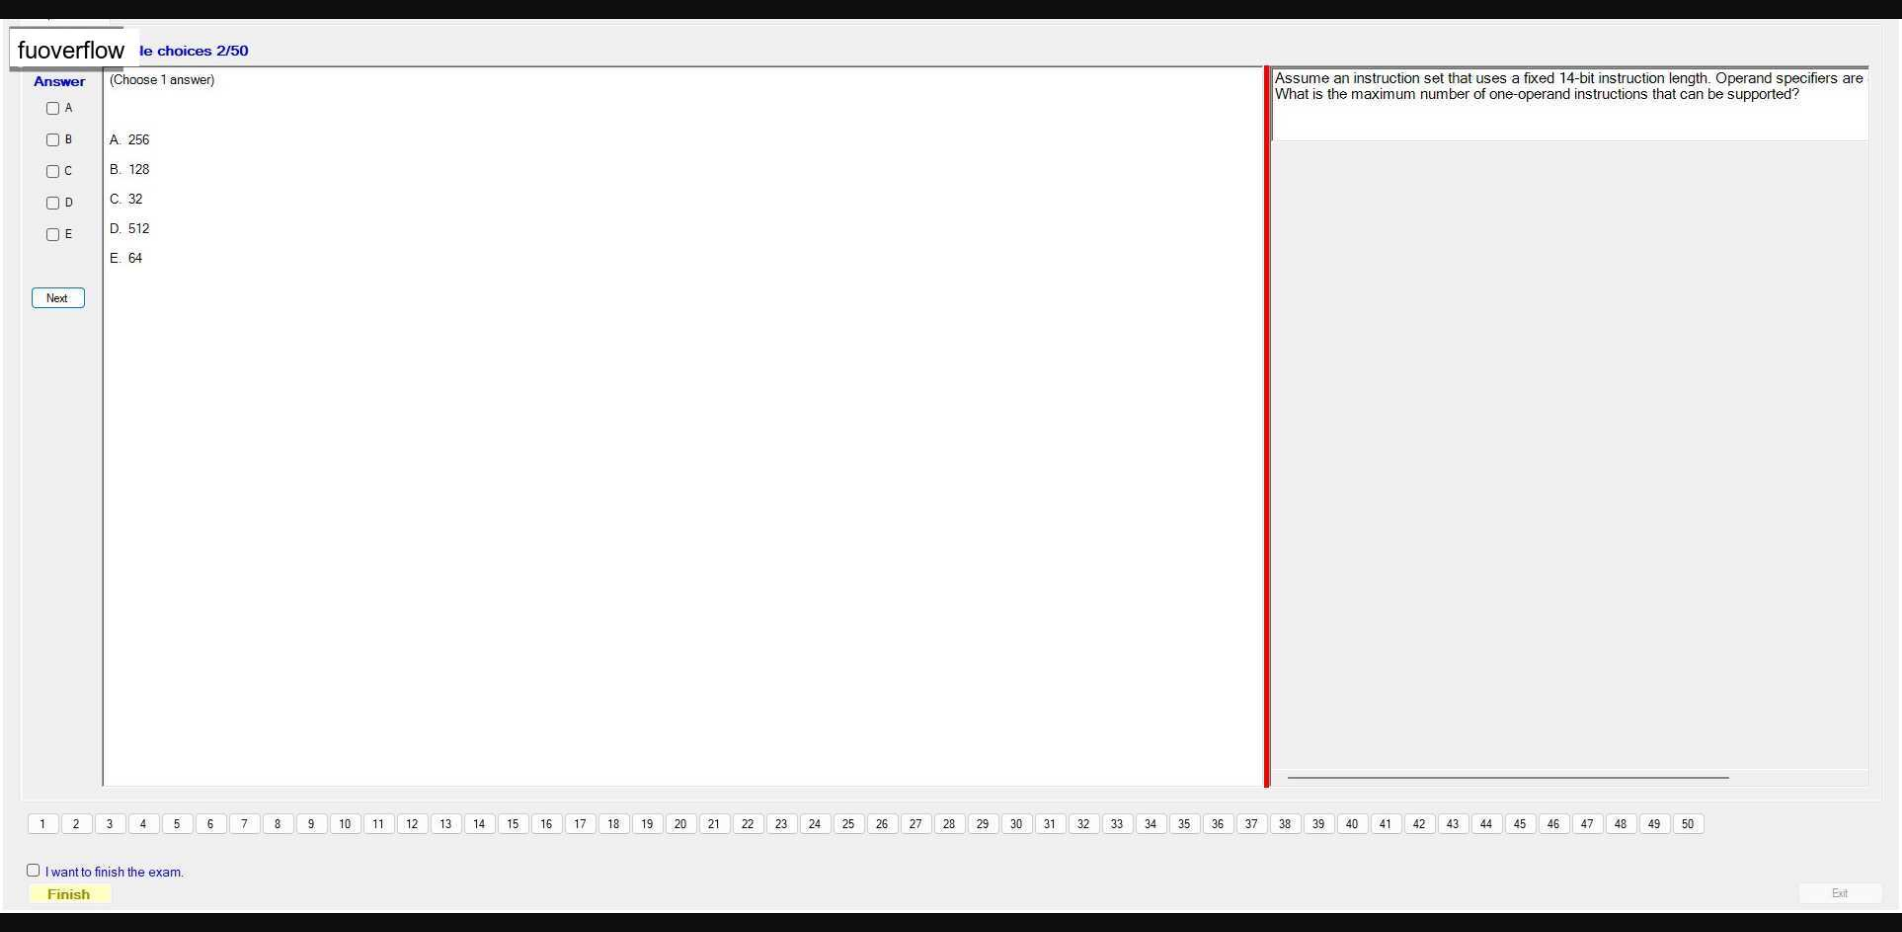 fuoverflow
le choices 2/50
Answer
A
B
C
D
E
Next
(Choose 1 answer)
A. 256
B. 128
C. 32
D. 512
E. 64
Assume an instruction set that uses a fixed 14-bit instruction length. Operand specifiers are
What is the maximum number of one-operand instructions that can be supported?
1 2 3 4 5 6 7 8 9 10 11 12 13 14 15 16 17 18 19 20 21 22 23 24 25 26 27 28 29 30 31 32 33 34 35 36 37 38 39 40 41 42 43 44 45 46 47 48 49 50
I want to finish the exam.
Finish
Exit